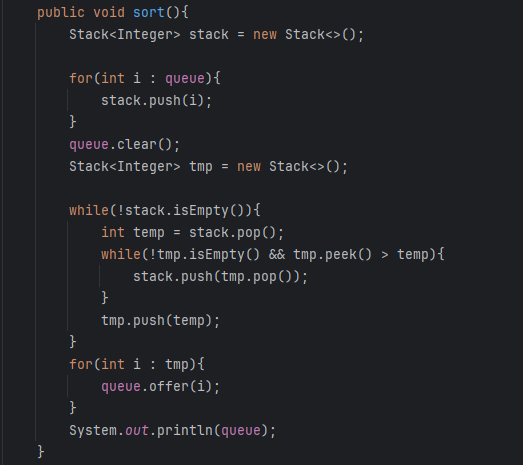 public void sort(){
    Stack<Integer> stack = new Stack<>();

    for(int i : queue){
        stack.push(i);
    }
    queue.clear();
    Stack<Integer> tmp = new Stack<>();

    while(!stack.isEmpty()){
        int temp = stack.pop();
        while(!tmp.isEmpty() && tmp.peek() > temp){
            stack.push(tmp.pop());
        }
        tmp.push(temp);
    }
    for(int i : tmp){
        queue.offer(i);
    }
    System.out.println(queue);
}